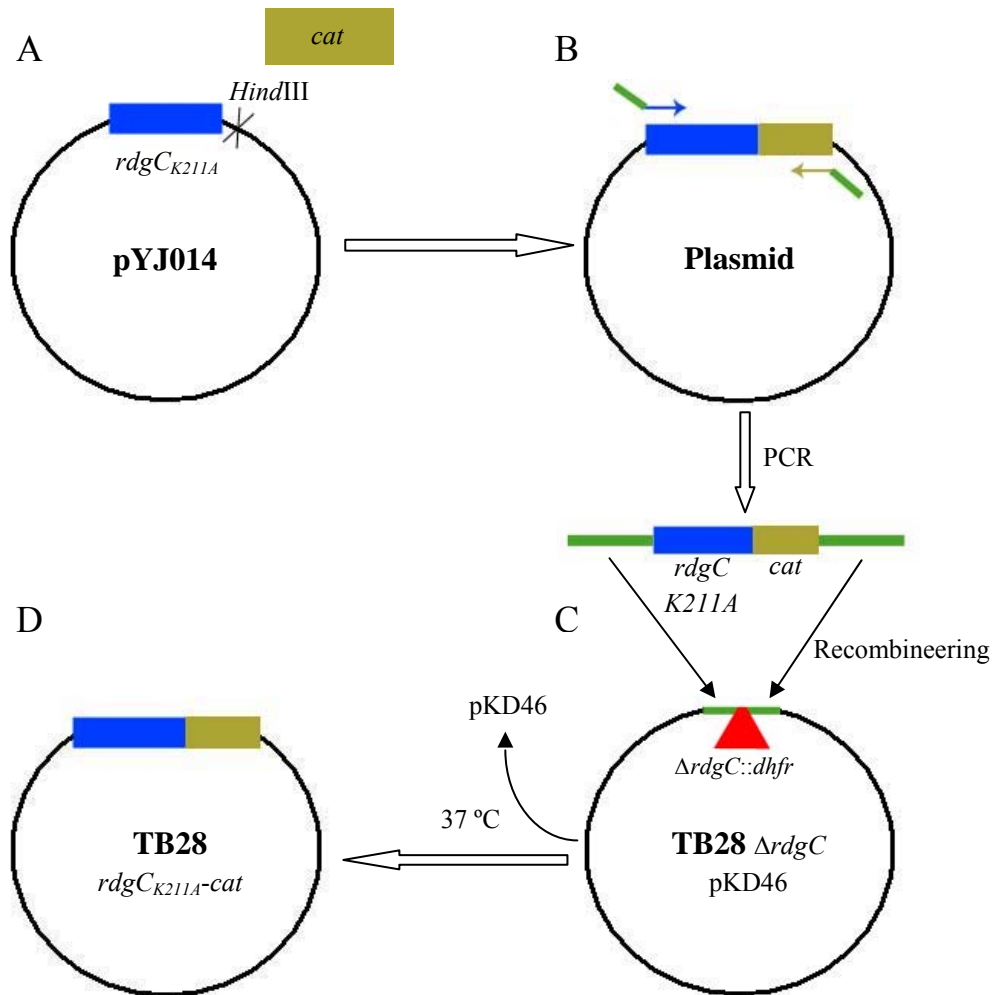 A
cat
B
HindIII
rdgCK211A
pYJ014
Plasmid
PCR
rdgC cat
K211A
D
C
Recombineering
pKD46
ΔrdgC::dhfr
37 ºC
TB28
rdgCK211A-cat
TB28 ΔrdgC
pKD46